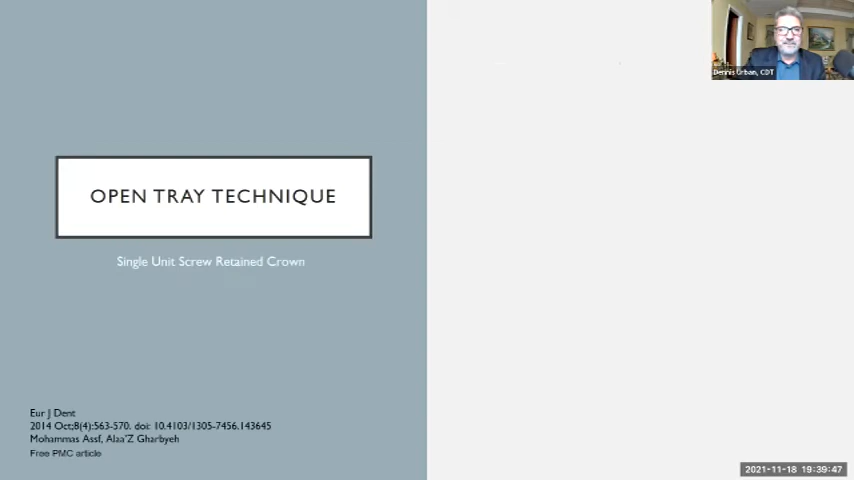 Dennis Urban, CDT
OPEN TRAY TECHNIQUE
Single Unit Screw Retained Crown
Eur J Dent
2014 Oct;8(4):563-570. doi: 10.4103/1305-7456.143645
Mohammas Assf, Alaa'Z Gharbyeh
Free PMC article
2021-11-18 19:39:47